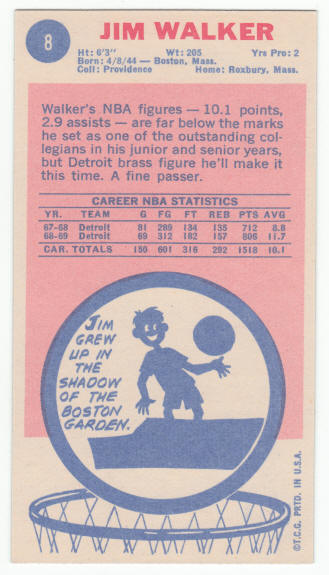 8
JIM WALKER
Ht: 6'3" Wt: 205 Yrs Pro: 2
Born: 4/8/44 — Boston, Mass.
Coll: Providence Home: Roxbury, Mass.
Walker's NBA figures — 10.1 points,
2.9 assists — are far below the marks
he set as one of the outstanding col-
legians in his junior and senior years,
but Detroit brass figure he'll make it
this time. A fine passer.
CAREER NBA STATISTICS
YR. TEAM G FG FT REB PTS AVG
67-68 Detroit 81 289 134 135 712 8.8
68-69 Detroit 69 312 182 157 806 11.7
CAR. TOTALS 150 601 316 292 1518 10.1
JIM
GREW
UP IN
THE
SHADOW
OF THE
BOSTON
GARDEN.
©T.C.G. PRTD. IN U.S.A.